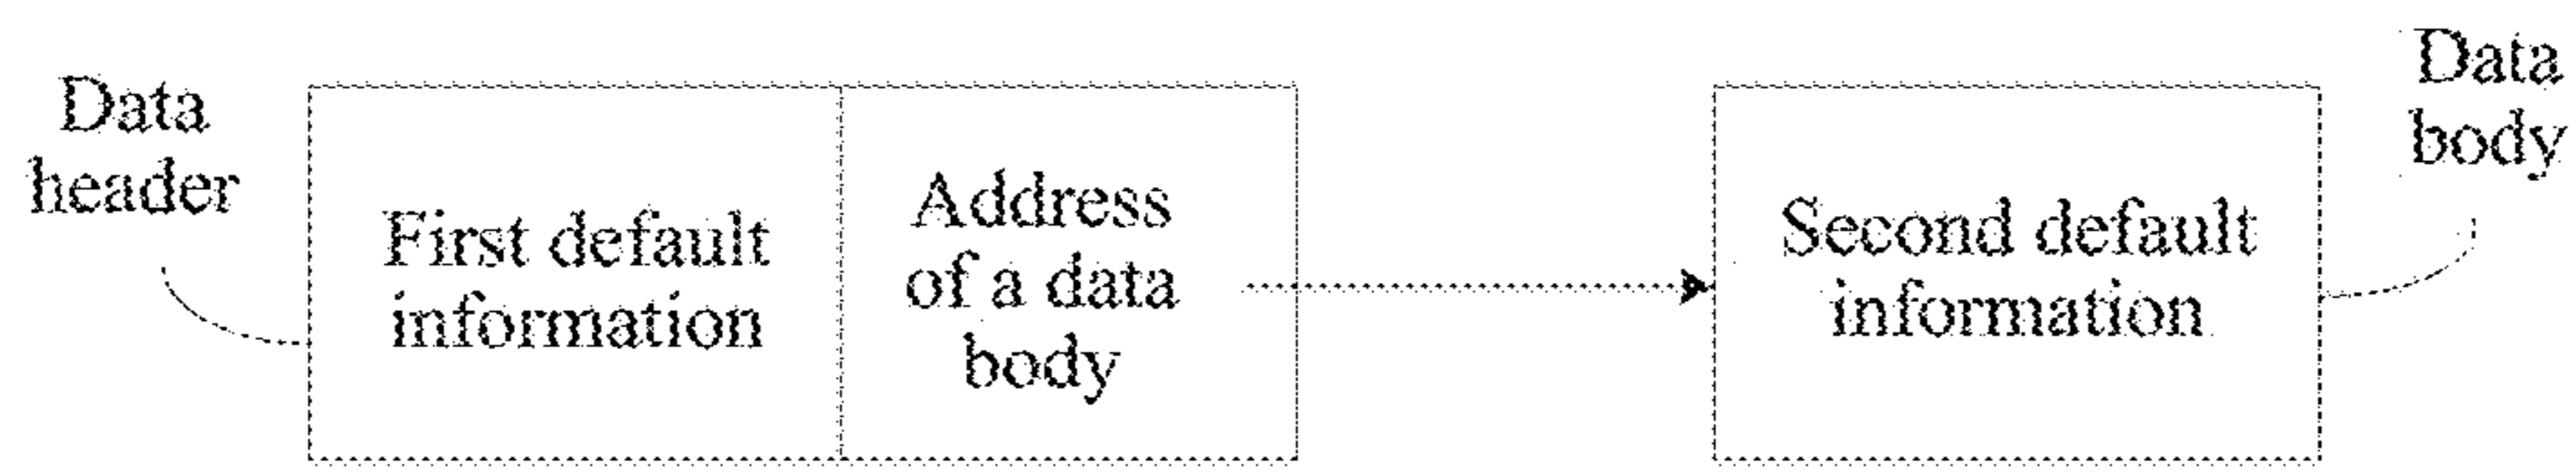 Data
header
First default
information
Address
of a data
body
Second default
information
Data
body